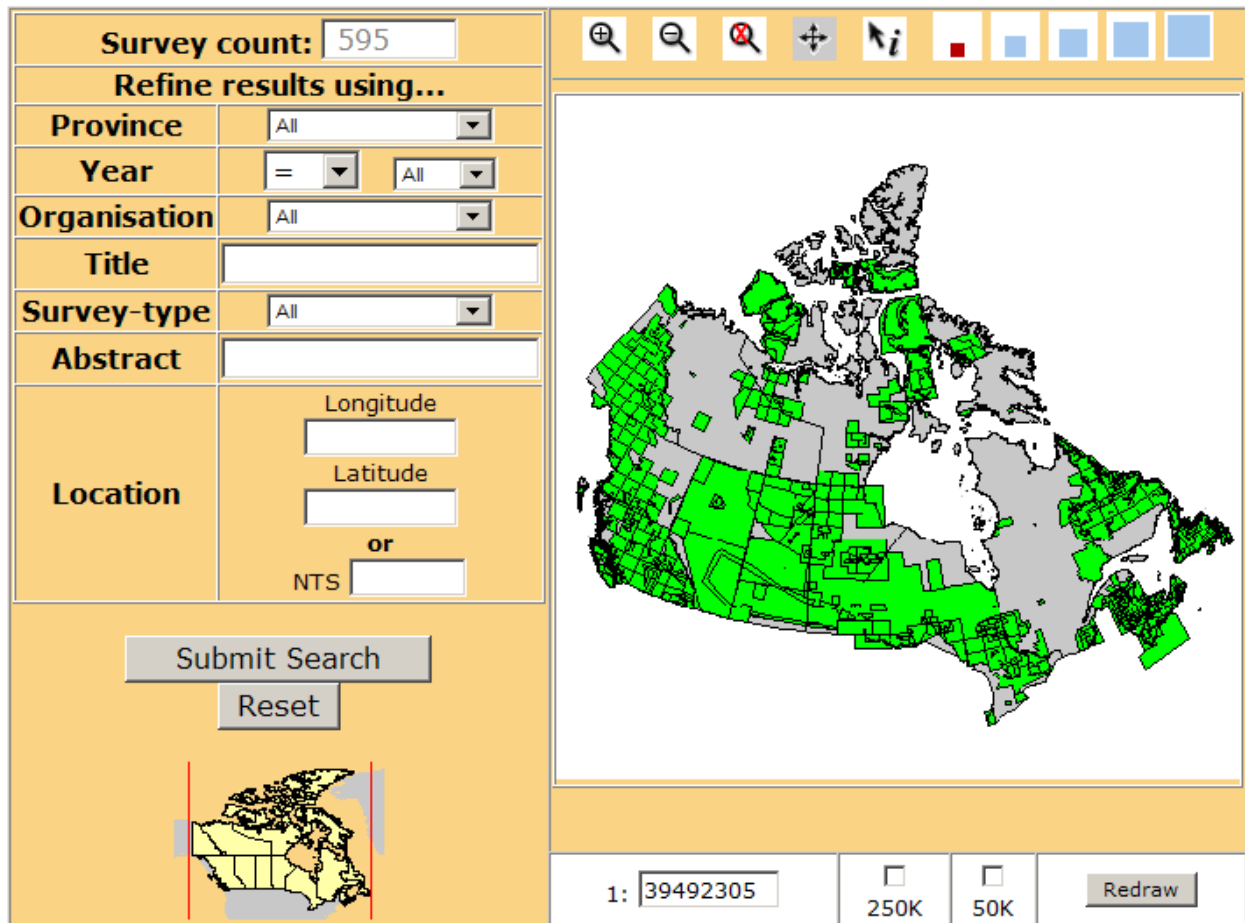 Survey count: 595
Refine results using...
Province All
Year = All
Organisation All
Title
Survey-type All
Abstract
Location
Longitude
Latitude
or
NTS
Submit Search
Reset
i
1: 39492305
250K
50K
Redraw